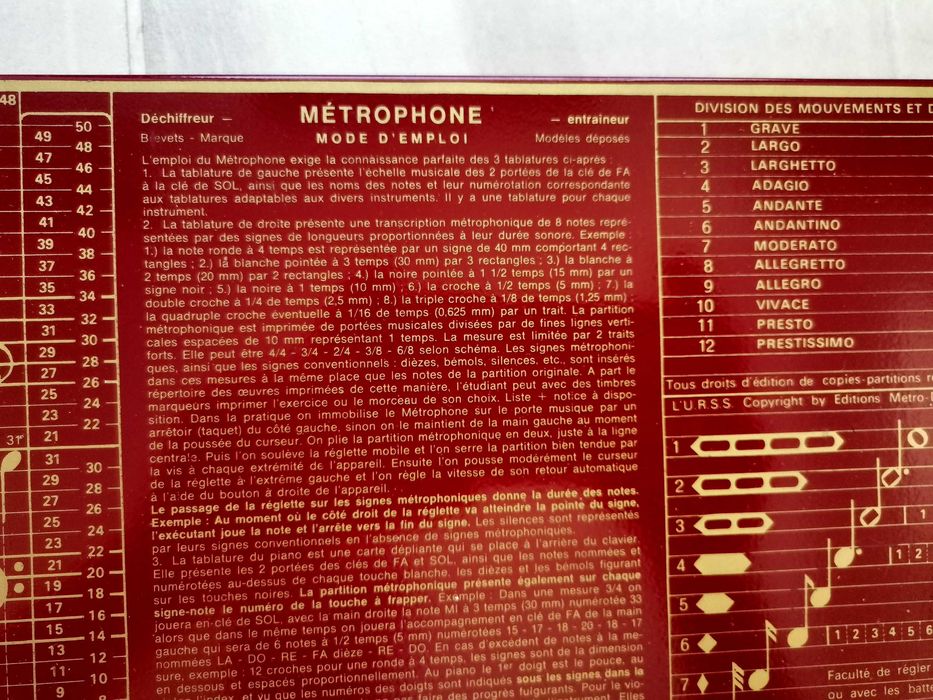 48
49
50
47
48
45
46
43
44
41
42
39
40
37
38
35
36
33
34
31
32
29
30
27
28
25
26
23
24
21
22
31
30
29
28
27
26
25
24
23
22
21
20
19
18
17
16
15
14
13
12
11
10
9
Déchiffreur —
Brevets - Marque
MÉTROPHONE
MODE D'EMPLOI
— entraineur
Modèles déposés
L'emploi du Métrophone exige la connaissance parfaite des 3 tablatures ci-après :
1. La tablature de gauche présente l'échelle musicale des 2 portées de la clé de FA
à la clé de SOL, ainsi que les noms des notes et leur numérotation correspondante
aux tablatures adaptables aux divers instruments. Il y a une tablature pour chaque
instrument.
2. La tablature de droite présente une transcription métrophonique de 8 notes repré-
sentées par des signes de longueurs proportionnées à leur durée sonore. Exemple :
1.) la note ronde à 4 temps est représentée par un signe de 40 mm comportant 4 rec-
tangles ; 2.) la blanche pointée à 3 temps (30 mm) par 3 rectangles ; 3.) la blanche à
2 temps (20 mm) par 2 rectangles ; 4.) la noire pointée à 1 1/2 temps (15 mm) par un
signe noir ; 5.) la noire à 1 temps (10 mm) ; 6.) la croche à 1/2 temps (5 mm) ; 7.) la
double croche à 1/4 de temps (2,5 mm) ; 8.) la triple croche à 1/8 de temps (1,25 mm) ;
la quadruple croche éventuelle à 1/16 de temps (0,625 mm) par un trait. La partition
métrophonique est imprimée de portées musicales divisées par de fines lignes verti-
cales espacées de 10 mm représentant 1 temps. La mesure est limitée par 2 traits
forts. Elle peut être 4/4 - 3/4 - 2/4 - 3/8 - 6/8 selon schéma. Les signes métrophoni-
ques, ainsi que les signes conventionnels : dièzes, bémols, silences, etc., sont insérés
dans ces mesures à la même place que les notes de la partition originale. A part le
répertoire des œuvres imprimées de cette manière, l'étudiant peut avec des timbres
marqueurs imprimer l'exercice ou le morceau de son choix. Liste + notice à dispo-
sition. Dans la pratique on immobilise le Métrophone sur le porte musique par un
arrêtoir (taquet) du côté gauche, sinon on le maintient de la main gauche au moment
de la poussée du curseur. On plie la partition métrophonique en deux, juste à la ligne
centrale. Puis l'on soulève la réglette mobile et l'on serre la partition bien tendue par
la vis à chaque extrémité de l'appareil. Ensuite l'on pousse modérément le curseur
de la réglette à l'extrême gauche et l'on règle la vitesse de son retour automatique
à l'aide du bouton à droite de l'appareil.
Le passage de la réglette sur les signes métrophoniques donne la durée des notes.
Exemple : Au moment où le côté droit de la réglette va atteindre la pointe du signe,
l'exécutant joue la note et l'arrête vers la fin du signe. Les silences sont représentés
par leurs signes conventionnels en l'absence de signes métrophoniques.
3. La tablature du piano est une carte dépliante qui se place à l'arrière du clavier.
Elle présente les 2 portées des clés de FA et SOL, ainsi que les notes nommées et
numérotées au-dessus de chaque touche blanche, les dièzes et les bémols figurant
sur les touches noires. La partition métrophonique présente également sur chaque
signe-note le numéro de la touche à frapper. Exemple : Dans une mesure 3/4 on
jouera en clé de SOL, avec la main droite la note MI à 3 temps (30 mm) numérotée 33
alors que dans le même temps on jouera l'accompagnement en clé de FA de la main
gauche qui sera de 6 notes à 1/2 temps (5 mm) numérotées 15 - 17 - 18 - 20 - 18 - 17
nommées LA - DO - RE - FA dièze - RE - DO. En cas d'excédent de notes à la me-
sure, exemple : 12 croches pour une ronde à 4 temps, les signes sont de la dimension
en dessous et espacés proportionnellement. Au piano le 1er doigt est le pouce, au
DIVISION DES MOUVEMENTS ET D
1 GRAVE
2 LARGO
3 LARGHETTO
4 ADAGIO
5 ANDANTE
6 ANDANTINO
7 MODERATO
8 ALLEGRETTO
9 ALLEGRO
10 VIVACE
11 PRESTO
12 PRESTISSIMO
Tous droits d'édition de copies-partitions
L'U.R.S.S. Copyright by Editions Metro-
1
2
3
1
4
1 2
5
6
1 2 3 4 5 6
7
Faculté de régler
ou avec les batt